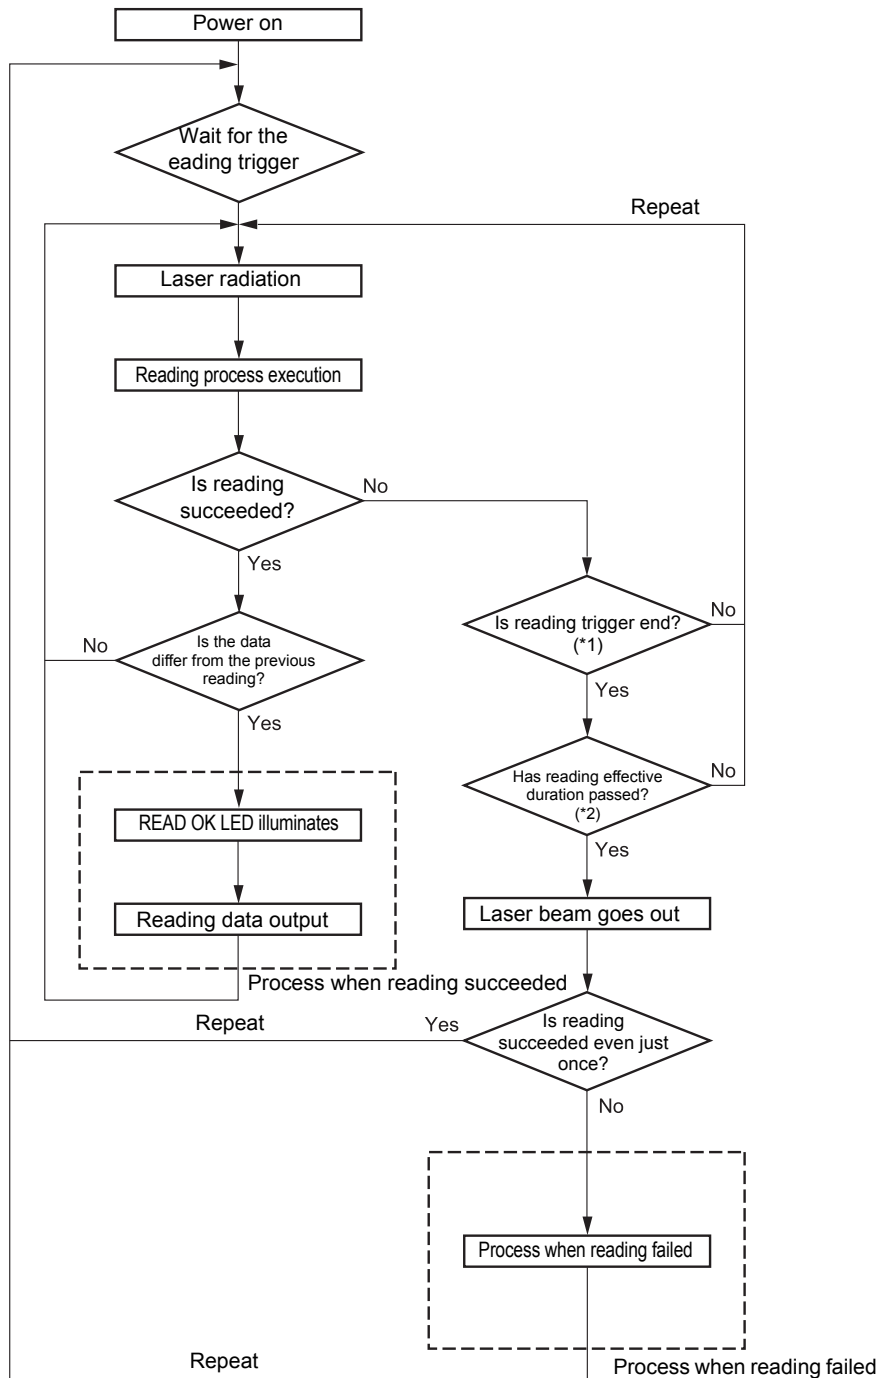 Power on
Wait for the
eading trigger
Repeat
Laser radiation
Reading process execution
Is reading
succeeded?
No
Yes
Is reading trigger end?
(*1)
No
No
Is the data
differ from the previous
reading?
Yes
Yes
Has reading effective
duration passed?
(*2)
No
READ OK LED illuminates
Yes
Reading data output
Laser beam goes out
Process when reading succeeded
Repeat
Yes
Is reading
succeeded even just
once?
No
Process when reading failed
Repeat
Process when reading failed